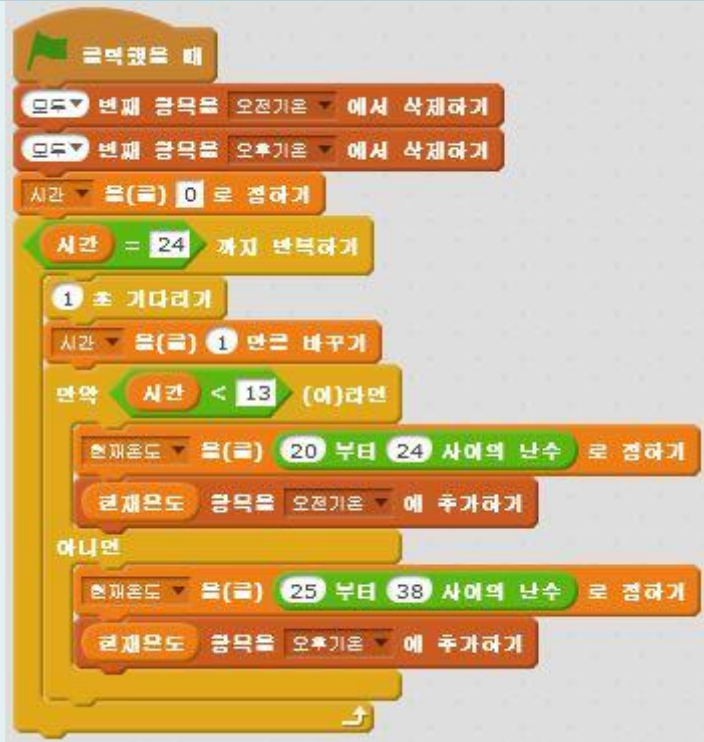 클릭했을 때
모두 번째 항목을 오전기온 에서 삭제하기
모두 번째 항목을 오후기온 에서 삭제하기
시간 을(를) 0 로 정하기
시간 = 24 까지 반복하기
1 초 기다리기
시간 을(를) 1 만큼 바꾸기
만약 시간 < 13 (이)라면
현재온도 을(를) 20 부터 24 사이의 난수 로 정하기
현재온도 항목을 오전기온 에 추가하기
아니면
현재온도 을(를) 25 부터 38 사이의 난수 로 정하기
현재온도 항목을 오후기온 에 추가하기